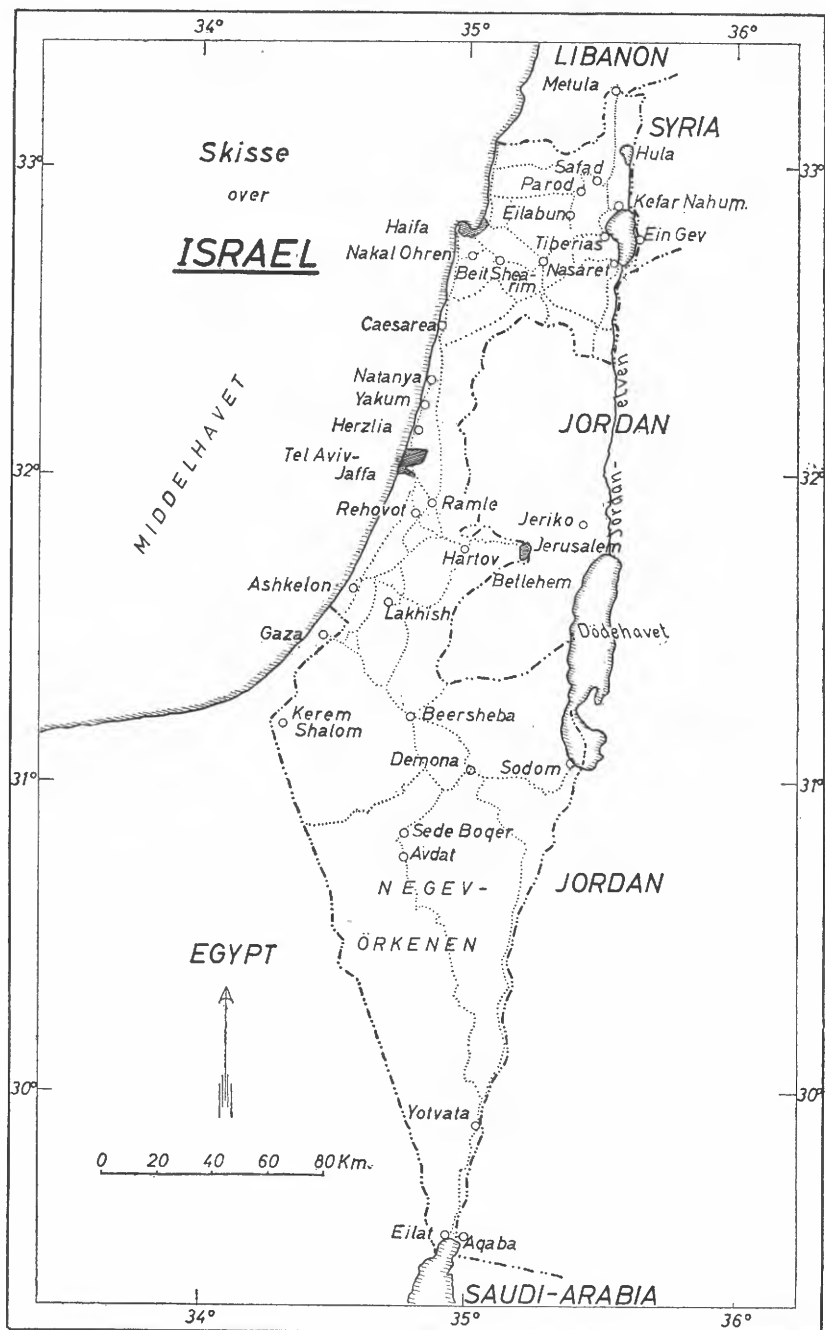 34°
35°
36°
LIBANON
Metula
SYRIA
33°
Skisse
over
ISRAEL
Hula
33°
Safad
Parod
Kefar Nahum.
Eilabun
Haifa
Tiberias
Ein Gev
Nakal Ohren
Beit Shea-
rim
Nasaret
Caesarea
Natanya
Yakum
Herzlia
Tel Aviv-
Jaffa
MIDDELHAVET
JORDAN
Jordan-
elven
32°
32°
Rehovot
Ramle
Jeriko
Hartov
Jerusalem
Betlehem
Ashkelon
Lakhish
Gaza
Dödehavet
Kerem
Shalom
Beersheba
Demona
Sodom
31°
31°
Sede Boqer
Avdat
NEGEV-
ÖRKENEN
JORDAN
EGYPT
30°
30°
Yotvata
0 20 40 60 80 Km.
Eilat
Aqaba
SAUDI-ARABIA
34°
35°
36°